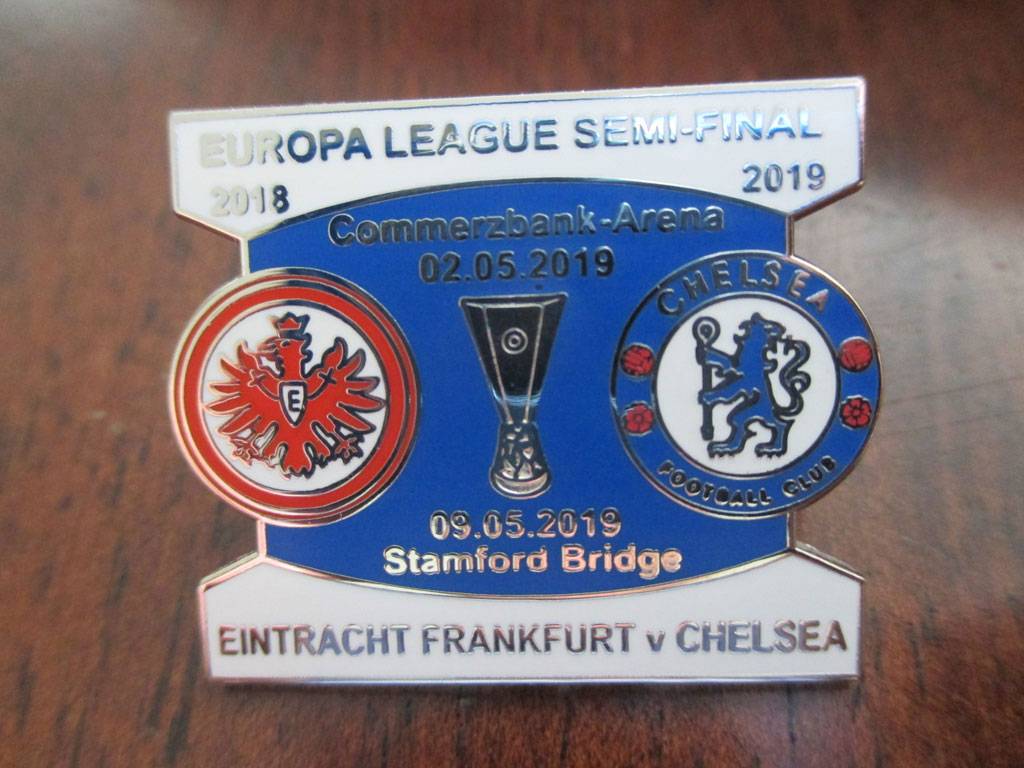 EUROPA LEAGUE SEMI-FINAL
2018 2019
Commerzbank-Arena
02.05.2019
E
CHELSEA
FOOTBALL CLUB
09.05.2019
Stamford Bridge
EINTRACHT FRANKFURT v CHELSEA